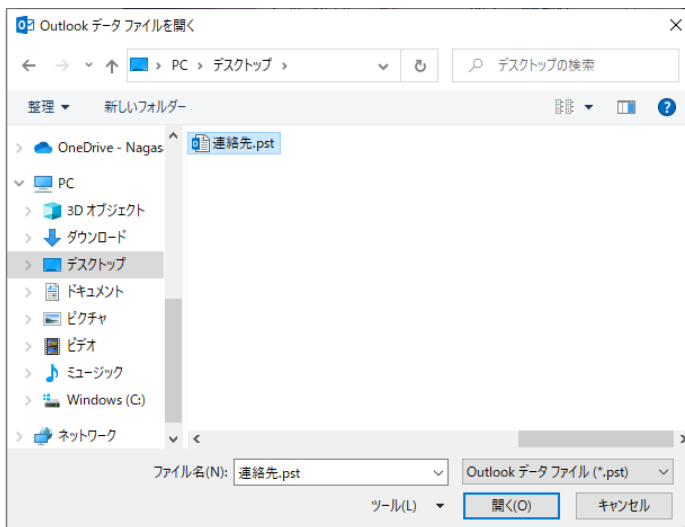 Outlook データ ファイルを開く
PC › デスクトップ ›
デスクトップの検索
整理
新しいフォルダー
OneDrive - Nagas
PC
3D オブジェクト
ダウンロード
デスクトップ
ドキュメント
ピクチャ
ビデオ
ミュージック
Windows (C:)
ネットワーク
連絡先.pst
ファイル名(N): 連絡先.pst
Outlook データ ファイル (*.pst)
ツール(L)
開く(O)
キャンセル